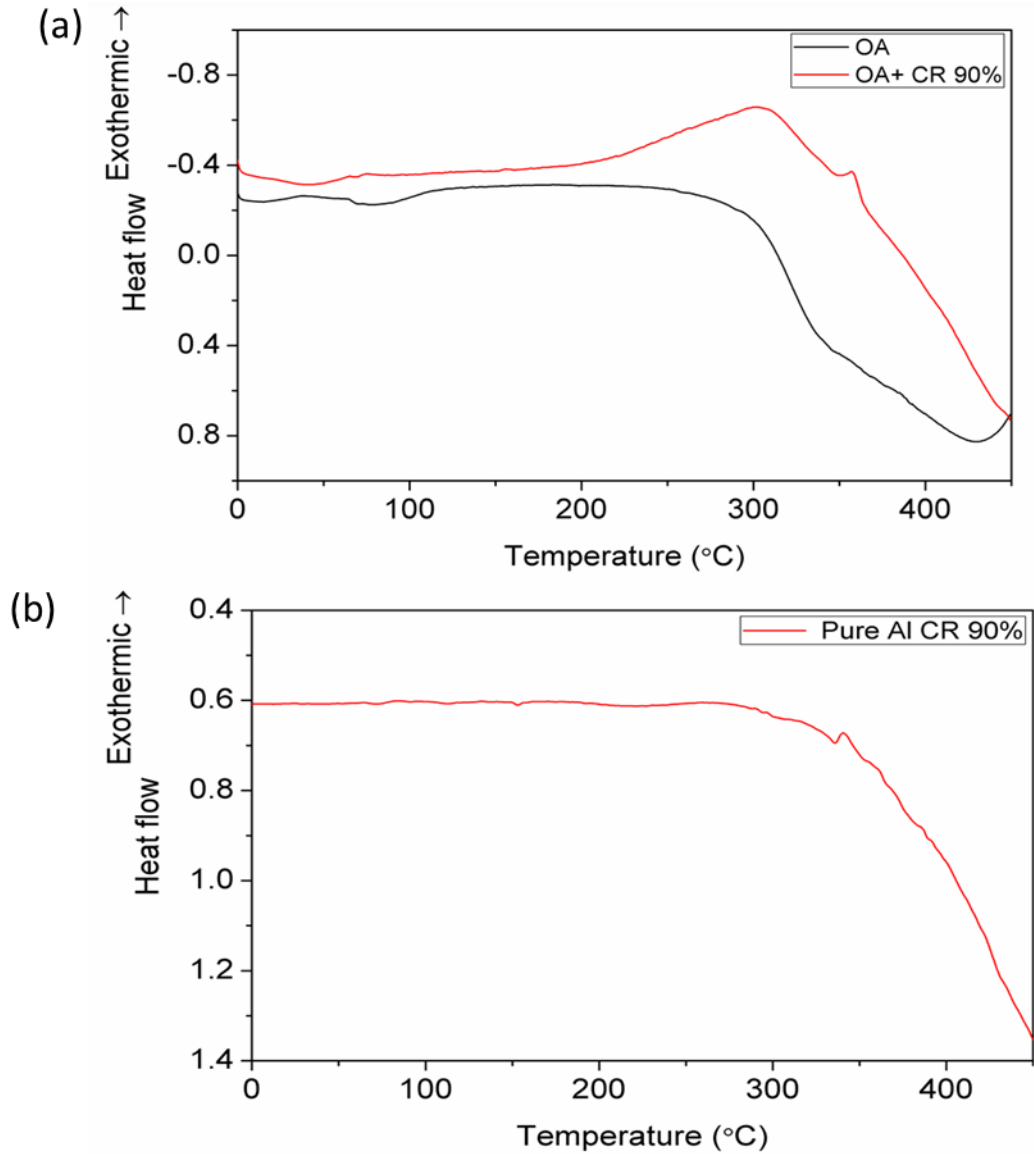 (a)
Heat flow Exothermic →
-0.8
-0.4
0.0
0.4
0.8
OA
OA+ CR 90%
0
100
200
300
400
Temperature (°C)
(b)
Heat flow Exothermic →
0.4
0.6
0.8
1.0
1.2
1.4
Pure Al CR 90%
0
100
200
300
400
Temperature (°C)